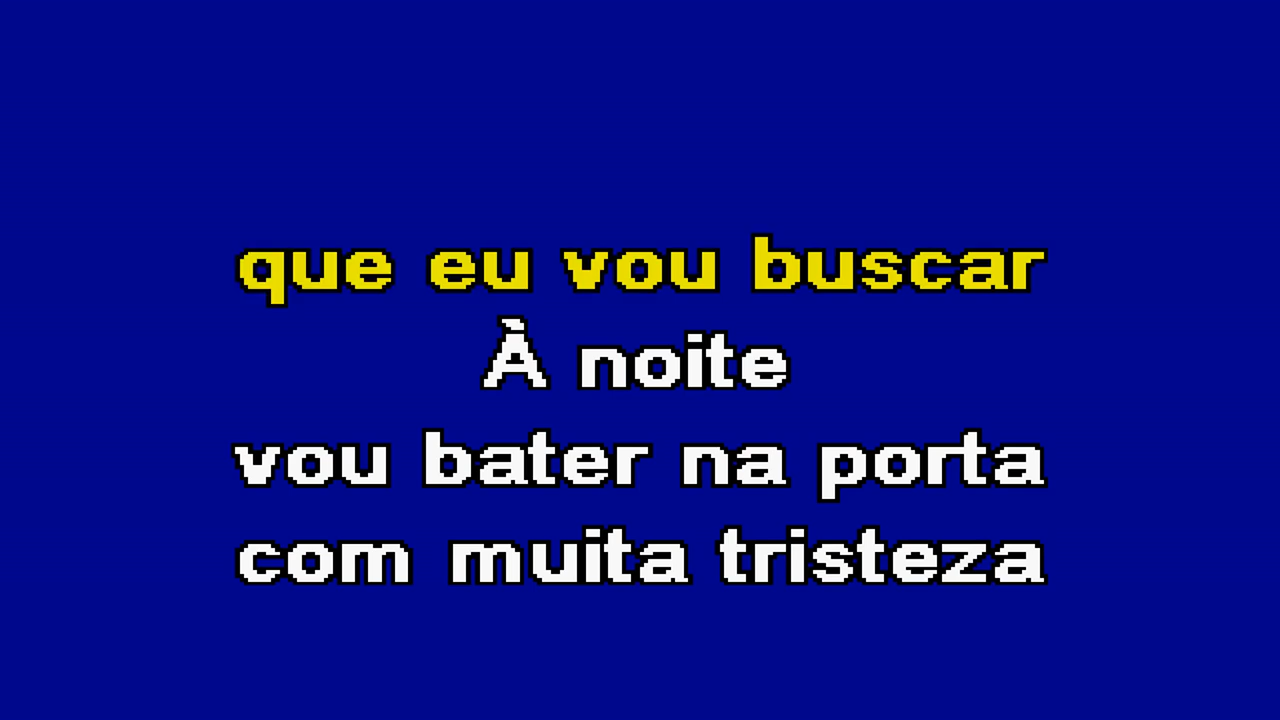 que eu vou buscar
À noite
vou bater na porta
com muita tristeza